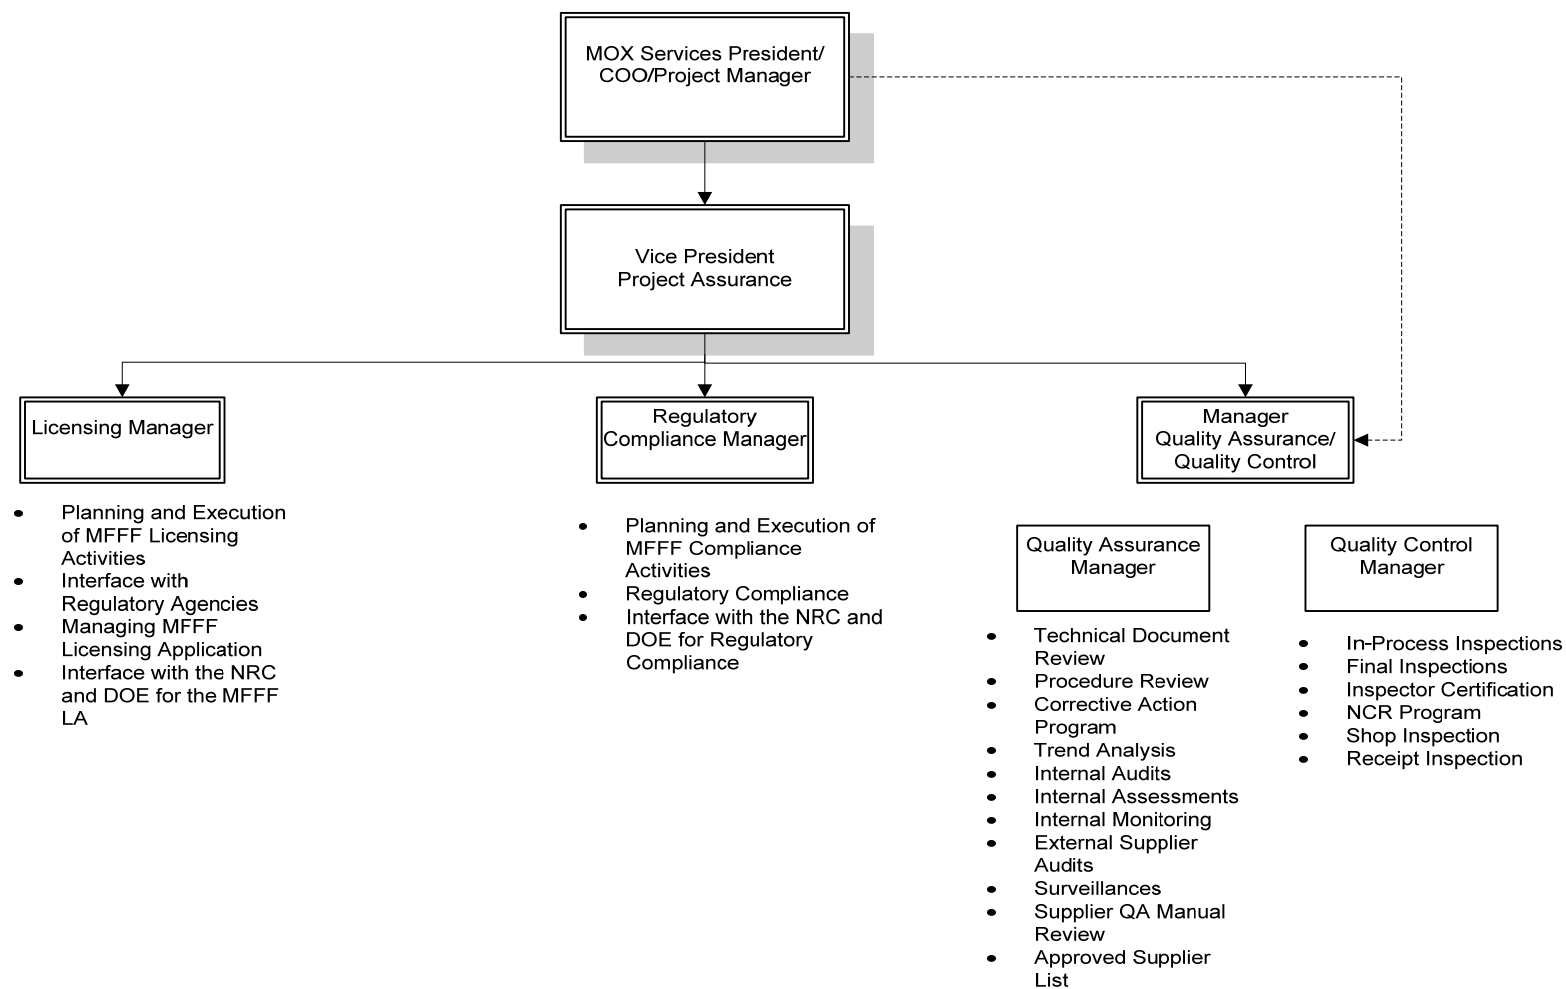 MOX Services President/
COO/Project Manager
Vice President
Project Assurance
Licensing Manager
• Planning and Execution
of MFFF Licensing
Activities
• Interface with
Regulatory Agencies
• Managing MFFF
Licensing Application
• Interface with the NRC
and DOE for the MFFF
LA
Regulatory
Compliance Manager
• Planning and Execution of
MFFF Compliance
Activities
• Regulatory Compliance
• Interface with the NRC and
DOE for Regulatory
Compliance
Manager
Quality Assurance/
Quality Control
Quality Assurance
Manager
• Technical Document
Review
• Procedure Review
• Corrective Action
Program
• Trend Analysis
• Internal Audits
• Internal Assessments
• Internal Monitoring
• External Supplier
Audits
• Surveillances
• Supplier QA Manual
Review
• Approved Supplier
List
Quality Control
Manager
• In-Process Inspections
• Final Inspections
• Inspector Certification
• NCR Program
• Shop Inspection
• Receipt Inspection